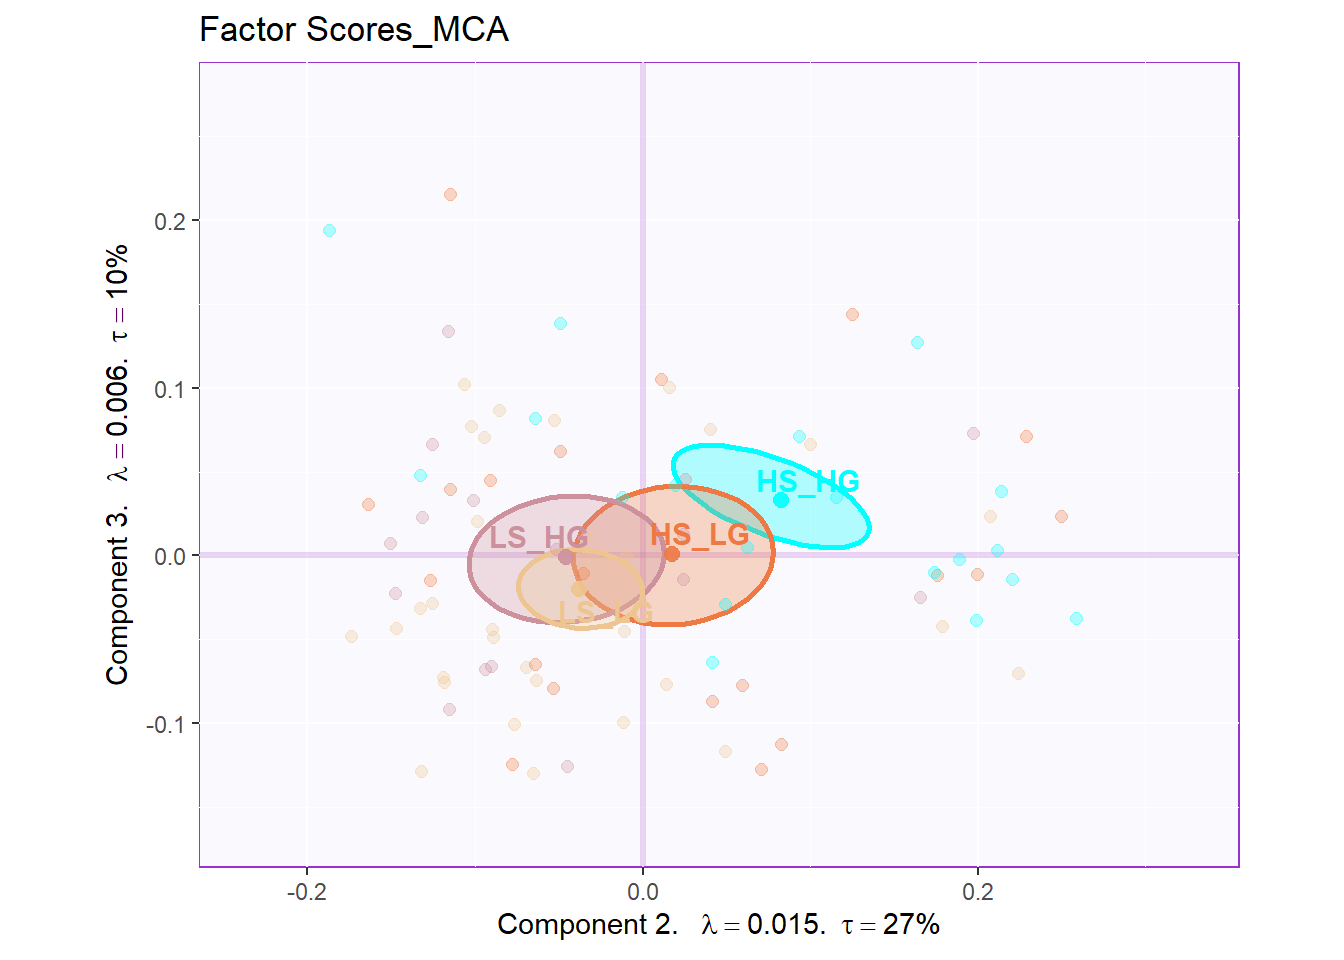 Factor Scores_MCA
Component 3.  λ = 0.006.  τ = 10%
0.2
0.1
0.0
-0.1
HS_HG
HS_LG
LS_HG
LS_LG
-0.2
0.0
0.2
Component 2.  λ = 0.015.  τ = 27%